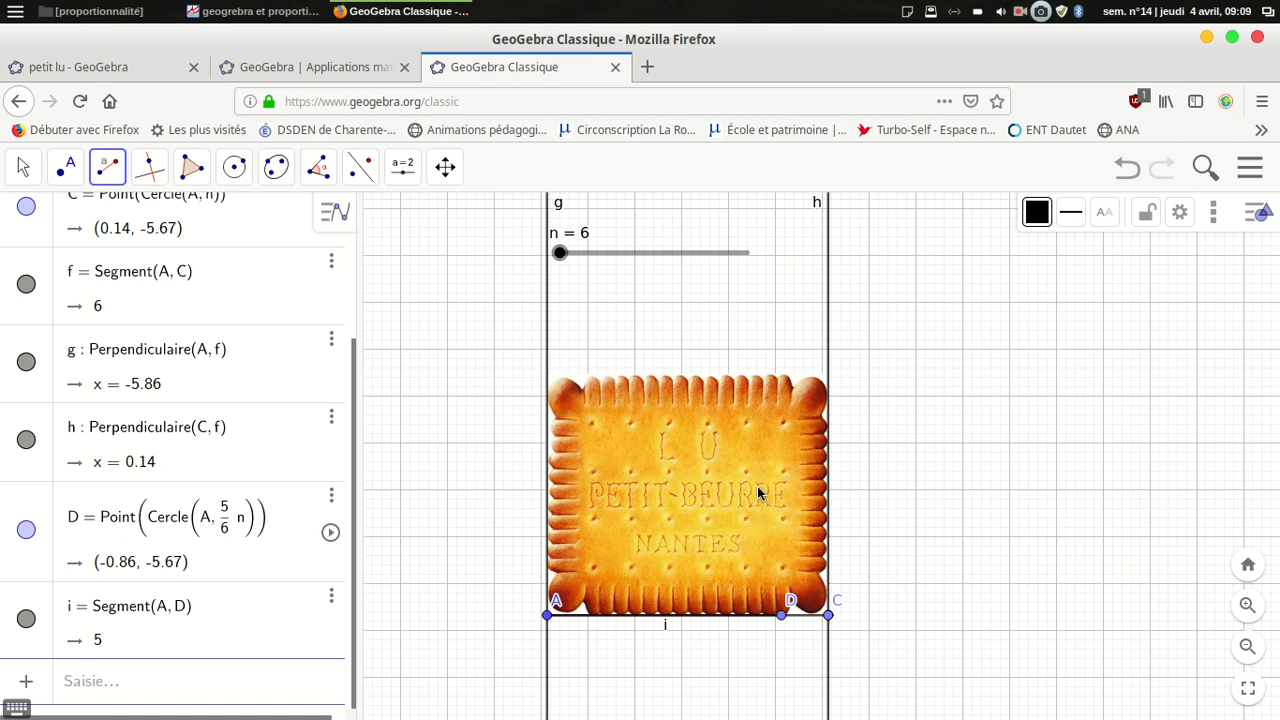 [proportionnalité]
geogrebra et proporti...
GeoGebra Classique -...
sem. n°14 | jeudi 4 avril, 09:09
GeoGebra Classique - Mozilla Firefox
petit lu - GeoGebra
GeoGebra | Applications mat
GeoGebra Classique
https://www.geogebra.org/classic
1
Débuter avec Firefox
Les plus visités
DSDEN de Charente-...
Animations pédagogi...
Circonscription La Ro...
École et patrimoine |...
Turbo-Self - Espace n...
ENT Dautet
ANA
A
a
a=2
C = Point(Cercle(A, n))
→ (0.14, -5.67)
f = Segment(A, C)
→ 6
g : Perpendiculaire(A, f)
→ x = -5.86
h : Perpendiculaire(C, f)
→ x = 0.14
D = Point(Cercle(A, 5/6 n))
→ (-0.86, -5.67)
i = Segment(A, D)
→ 5
Saisie…
g
h
n = 6
AA
L U
PETIT-BEURRE
NANTES
A
D
C
i